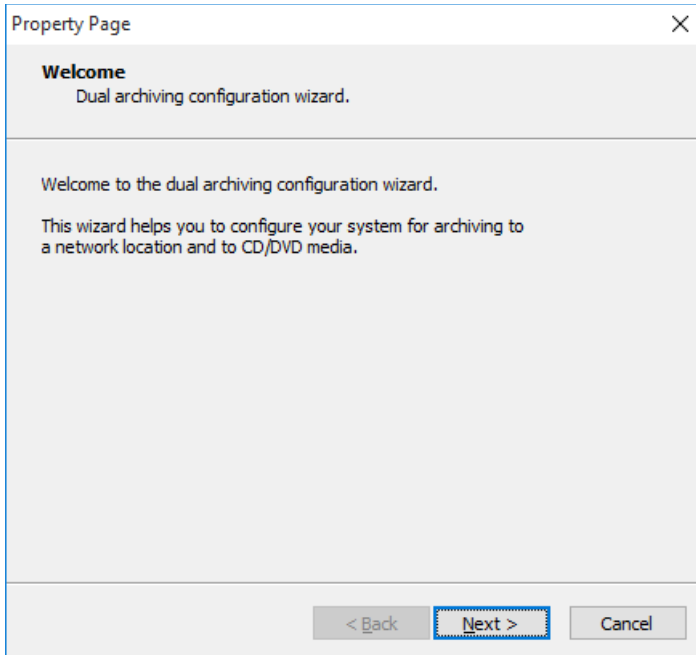 Property Page
Welcome
Dual archiving configuration wizard.
Welcome to the dual archiving configuration wizard.
This wizard helps you to configure your system for archiving to
a network location and to CD/DVD media.
< Back Next > Cancel